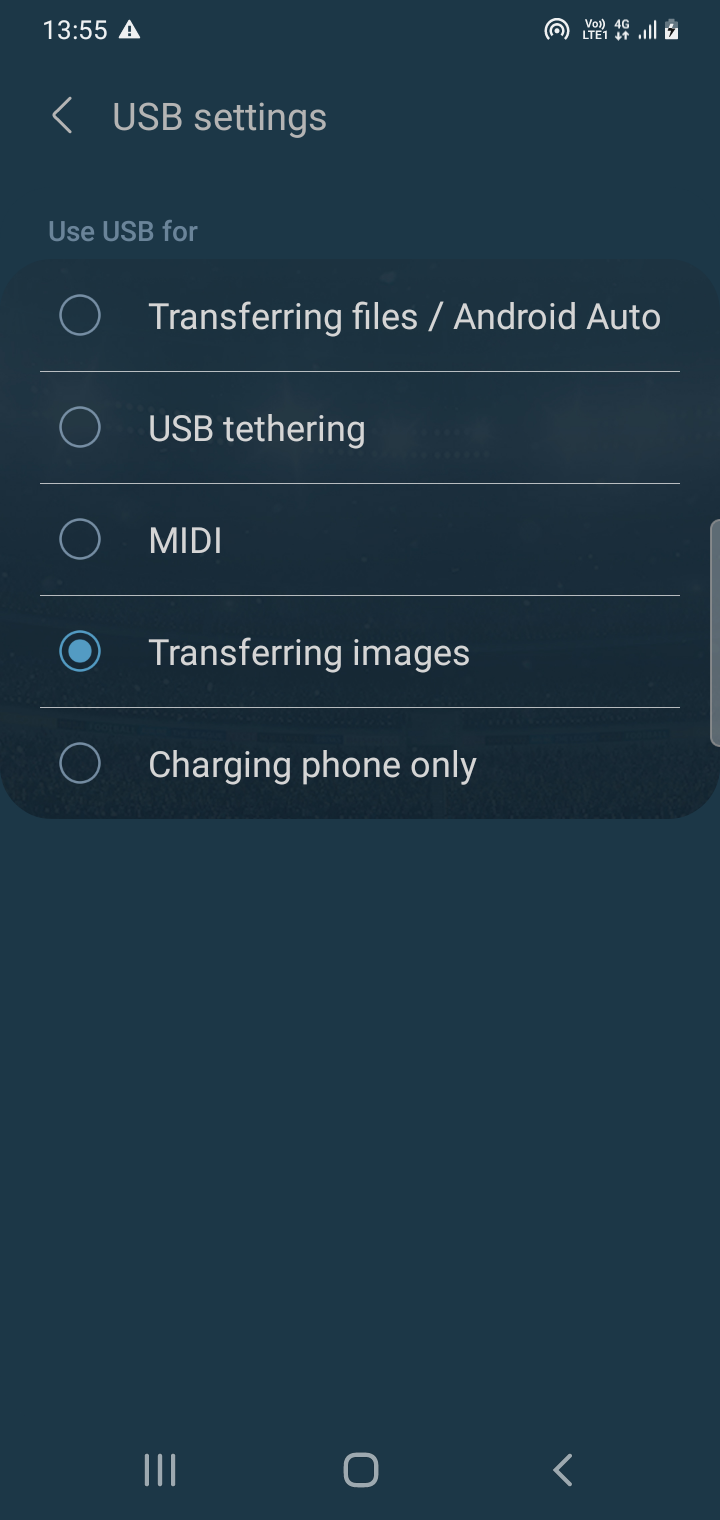 13:55
Vo)) 4G
LTE1
USB settings
Use USB for
Transferring files / Android Auto
USB tethering
MIDI
Transferring images
Charging phone only